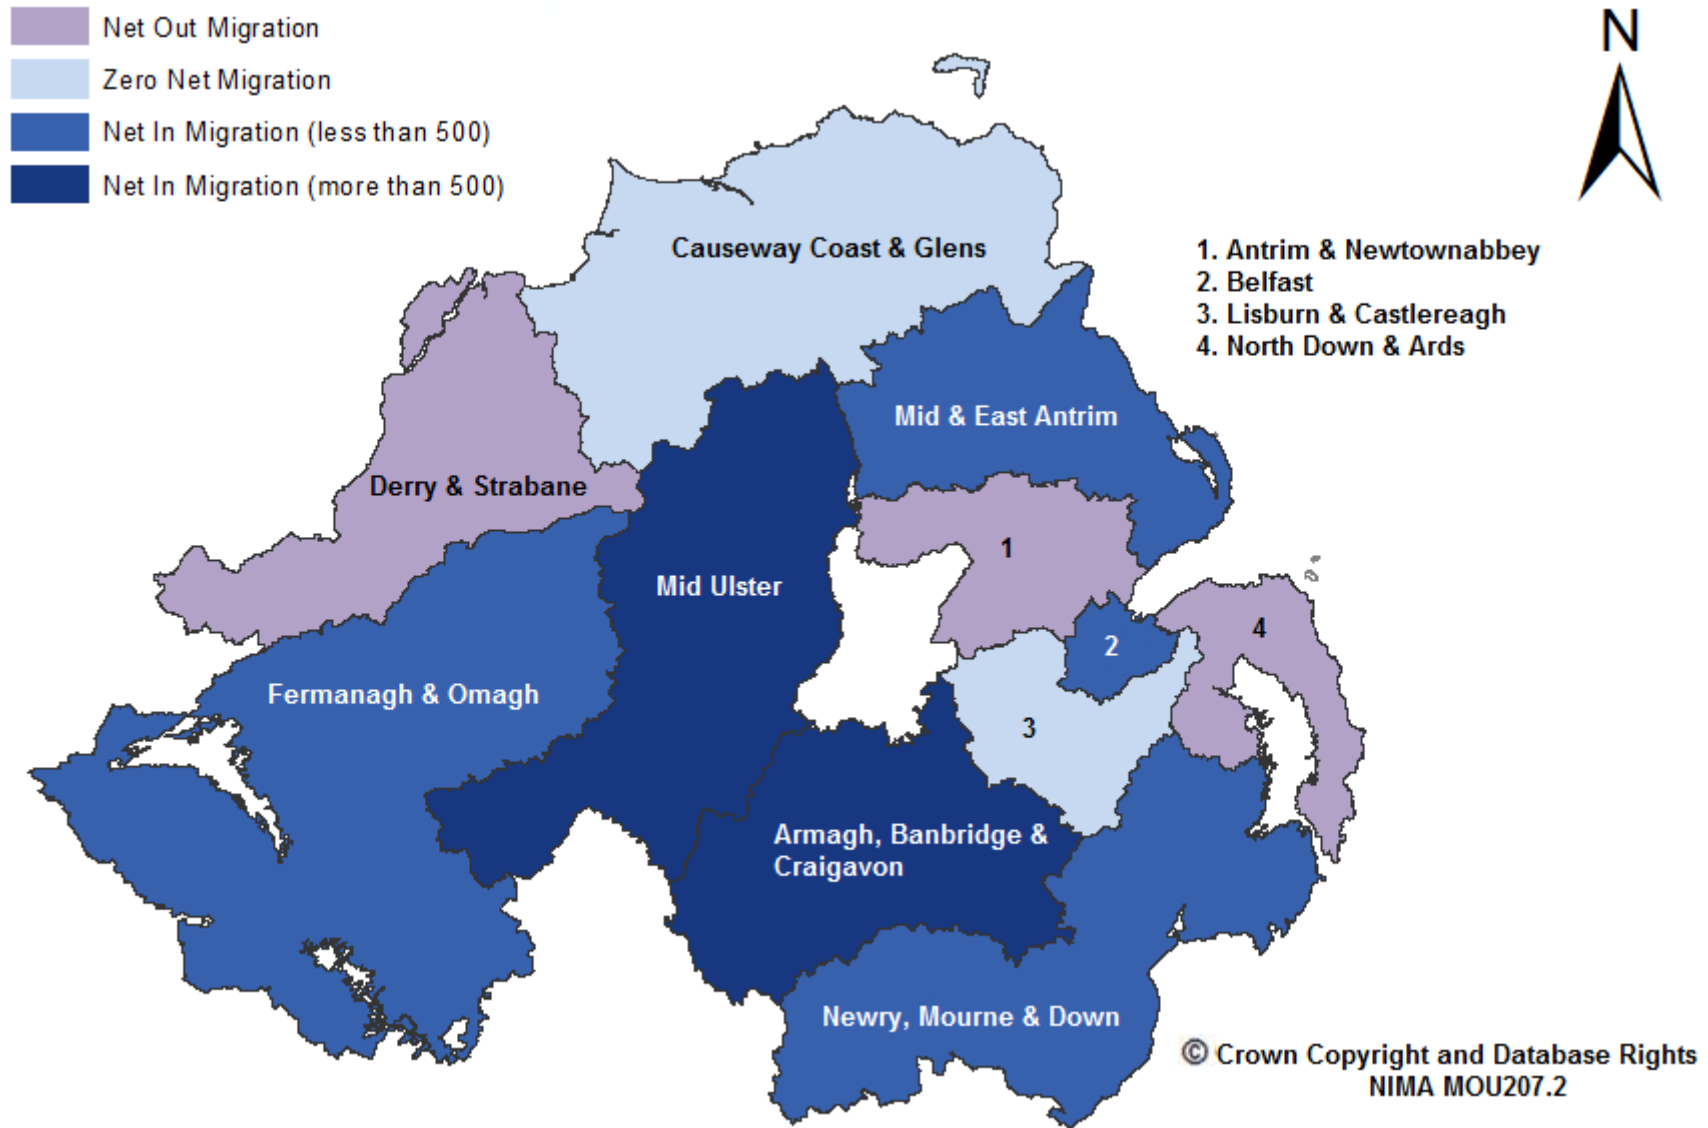 Net Out Migration
Zero Net Migration
Net In Migration (less than 500)
Net In Migration (more than 500)
N
Causeway Coast & Glens
1. Antrim & Newtownabbey
2. Belfast
3. Lisburn & Castlereagh
4. North Down & Ards
Mid & East Antrim
Derry & Strabane
1
Mid Ulster
4
2
Fermanagh & Omagh
3
Armagh, Banbridge &
Craigavon
Newry, Mourne & Down
© Crown Copyright and Database Rights
NIMA MOU207.2